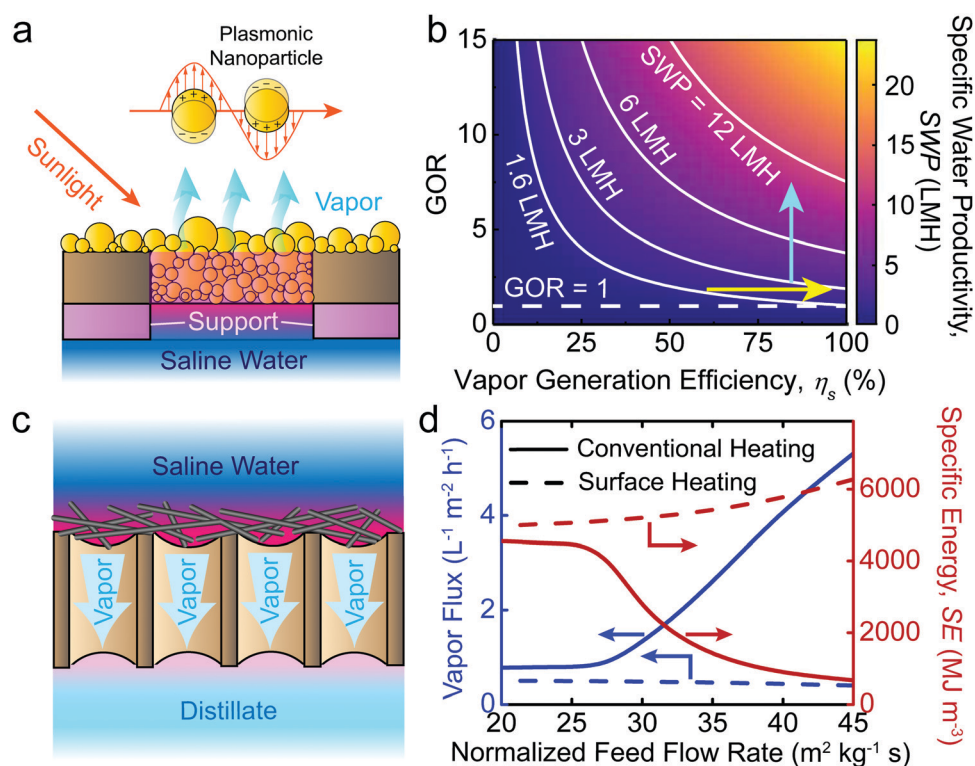 a
Plasmonic
Nanoparticle
Sunlight
Vapor
Support
Saline Water
b
15
10
5
0
GOR
SWP = 12 LMH
6 LMH
3 LMH
1.6 LMH
GOR = 1
0 25 50 75 100
Vapor Generation Efficiency, ηs (%)
20
15
10
5
0
Specific Water Productivity,
SWP (LMH)
c
Saline Water
Vapor
Vapor
Vapor
Vapor
Distillate
d
6
4
2
0
Vapor Flux (L⁻¹ m⁻² h⁻¹)
Conventional Heating
Surface Heating
6000
4000
2000
0
Specific Energy, SE (MJ m⁻³)
20 25 30 35 40 45
Normalized Feed Flow Rate (m² kg⁻¹ s)